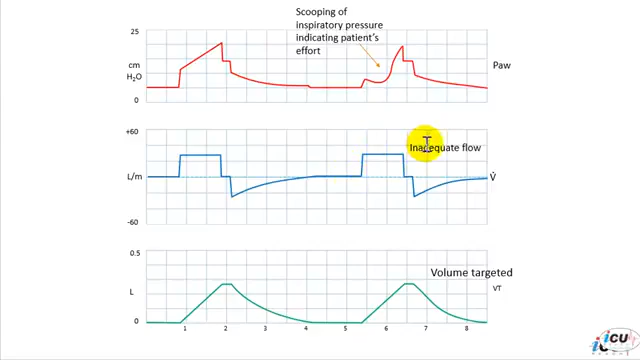 Scooping of
inspiratory pressure
indicating patient's
effort
25
cm
H₂O
0
Paw
+60
Inadequate flow
L/m
V̇
-60
0.5
Volume targeted
L
VT
0
1 2 3 4 5 6 7 8